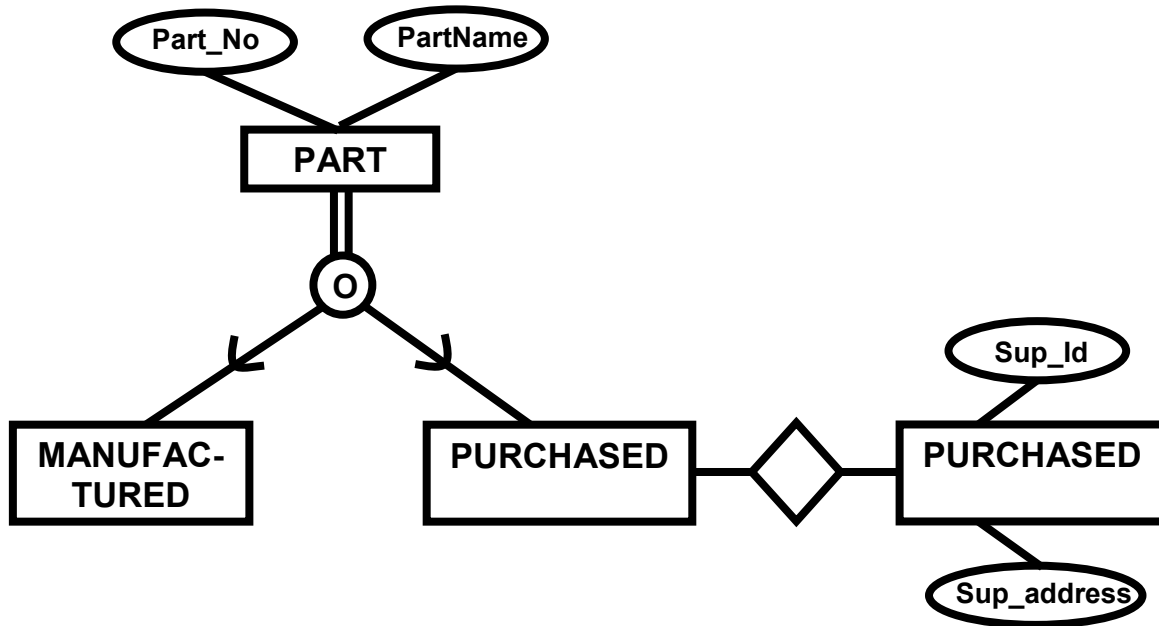 Part_No
PartName
PART
O
Sup_Id
MANUFAC-
TURED
PURCHASED
PURCHASED
Sup_address